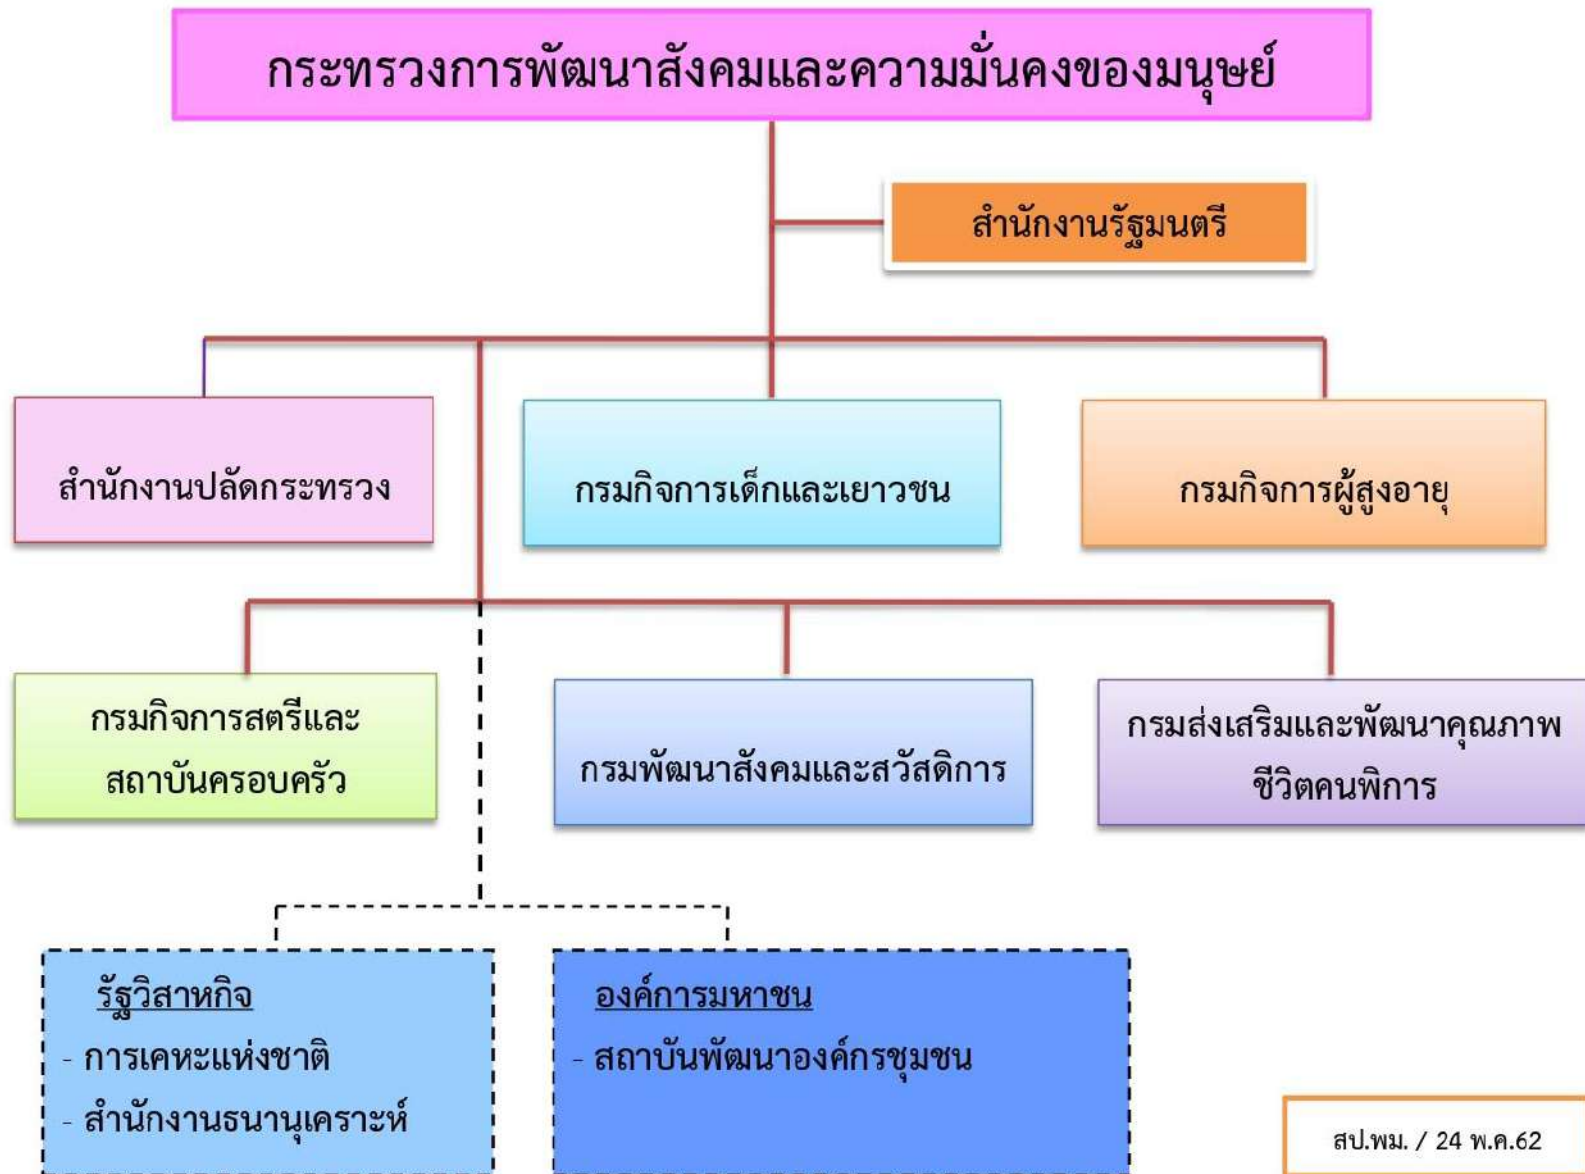 กระทรวงการพัฒนาสังคมและความมั่นคงของมนุษย์
สำนักงานรัฐมนตรี
สำนักงานปลัดกระทรวง
กรมกิจการเด็กและเยาวชน
กรมกิจการผู้สูงอายุ
กรมกิจการสตรีและ
สถาบันครอบครัว
กรมพัฒนาสังคมและสวัสดิการ
กรมส่งเสริมและพัฒนาคุณภาพ
ชีวิตคนพิการ
รัฐวิสาหกิจ
- การเคหะแห่งชาติ
- สำนักงานธนานุเคราะห์
องค์การมหาชน
- สถาบันพัฒนาองค์กรชุมชน
สป.พม. / 24 พ.ค.62